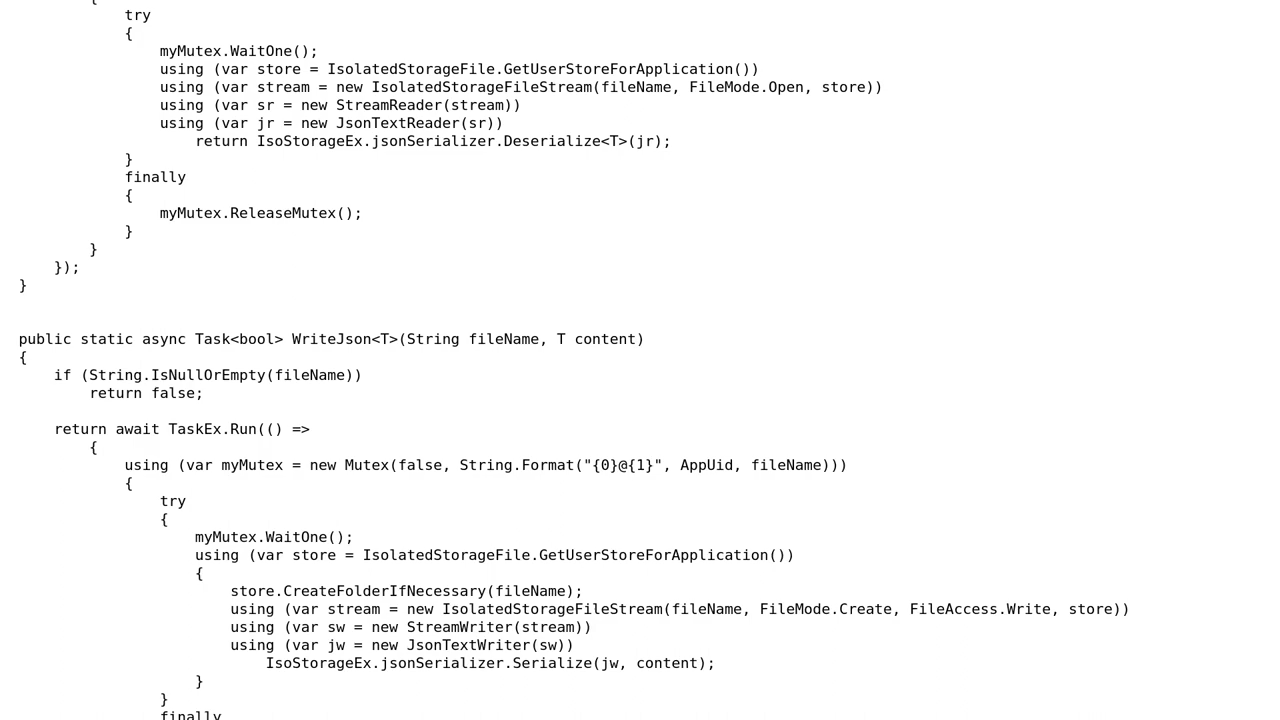 {
try
{
myMutex.WaitOne();
using (var store = IsolatedStorageFile.GetUserStoreForApplication())
using (var stream = new IsolatedStorageFileStream(fileName, FileMode.Open, store))
using (var sr = new StreamReader(stream))
using (var jr = new JsonTextReader(sr))
return IsoStorageEx.jsonSerializer.Deserialize<T>(jr);
}
finally
{
myMutex.ReleaseMutex();
}
}
});
}
public static async Task<bool> WriteJson<T>(String fileName, T content)
{
if (String.IsNullOrEmpty(fileName))
return false;
return await TaskEx.Run(() =>
{
using (var myMutex = new Mutex(false, String.Format("{0}@{1}", AppUid, fileName)))
{
try
{
myMutex.WaitOne();
using (var store = IsolatedStorageFile.GetUserStoreForApplication())
{
store.CreateFolderIfNecessary(fileName);
using (var stream = new IsolatedStorageFileStream(fileName, FileMode.Create, FileAccess.Write, store))
using (var sw = new StreamWriter(stream))
using (var jw = new JsonTextWriter(sw))
IsoStorageEx.jsonSerializer.Serialize(jw, content);
}
}
finally